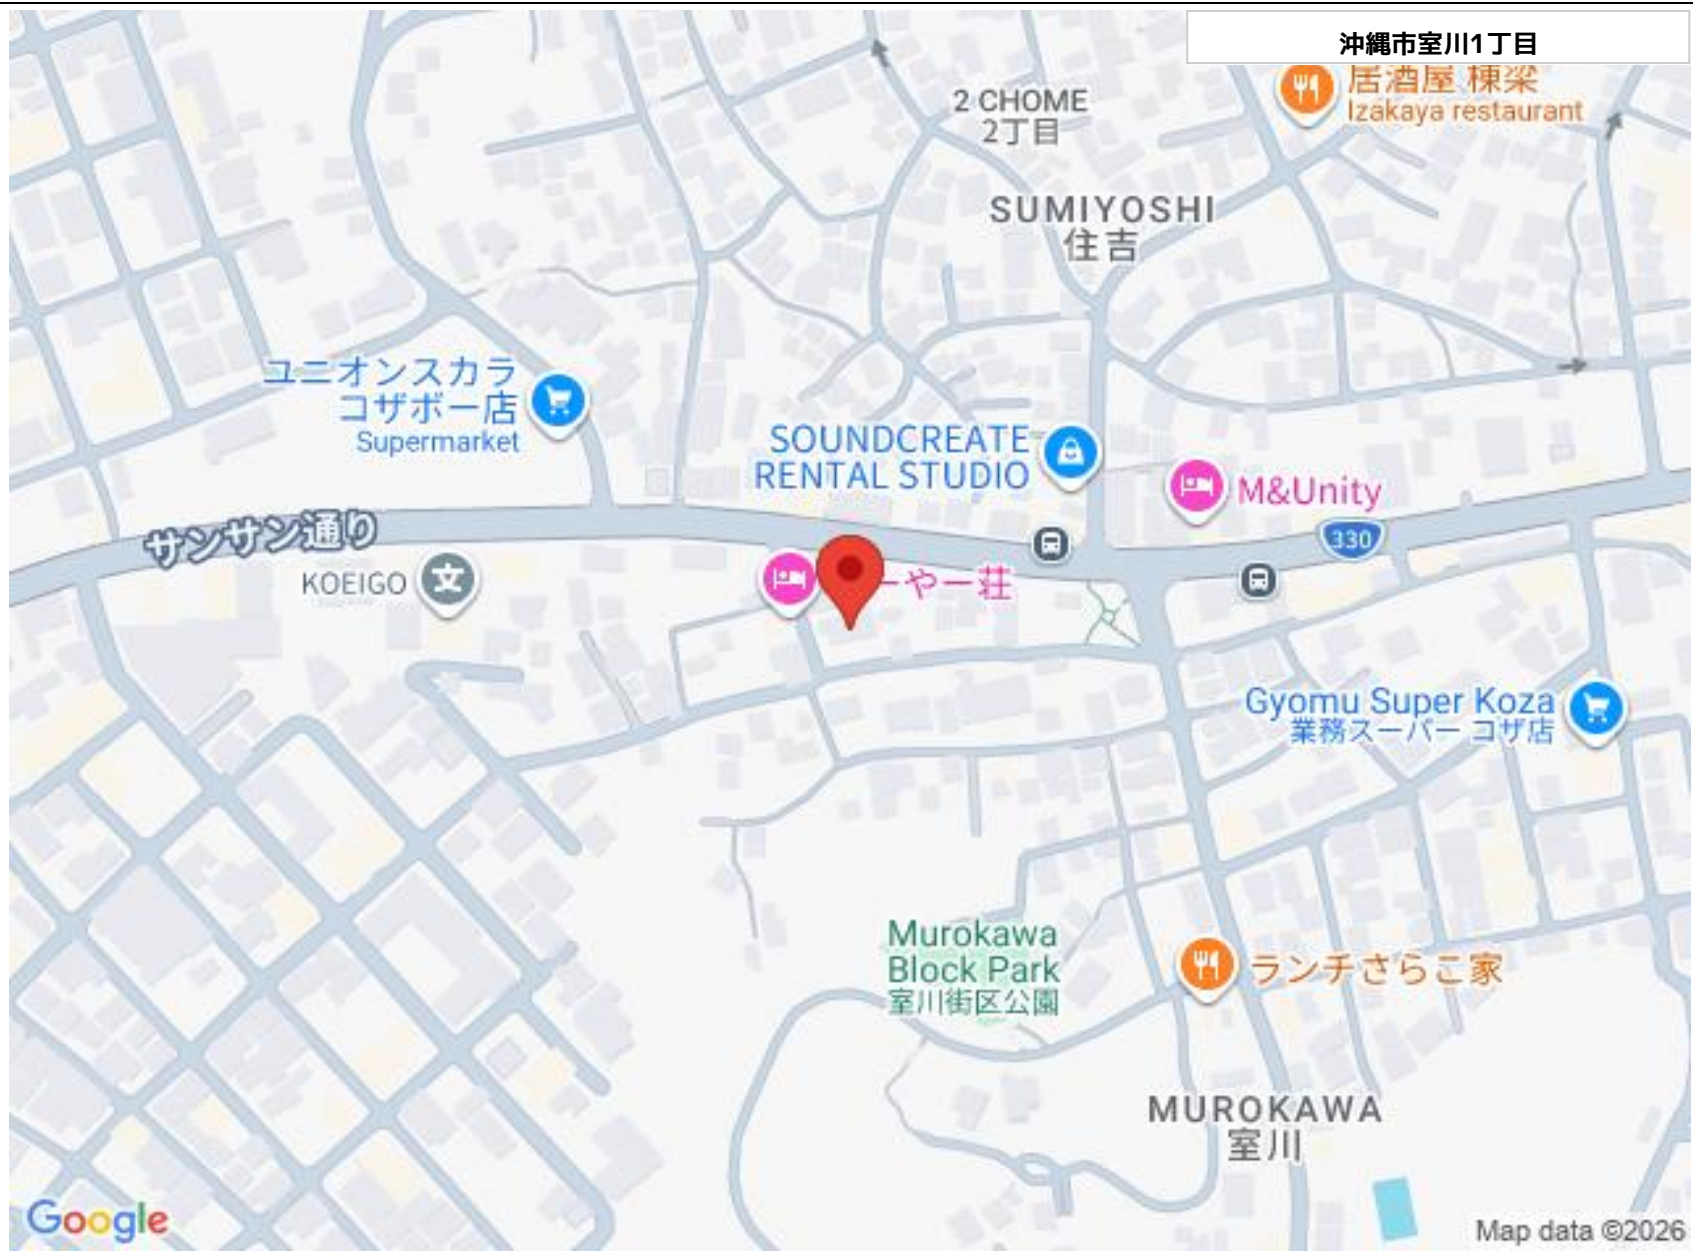 沖縄市室川1丁目
居酒屋 棟梁
Izakaya restaurant
2 CHOME
2丁目
SUMIYOSHI
住吉
ユニオンスカラ
コザボー店
Supermarket
SOUNDCREATE
RENTAL STUDIO
M&Unity
サンサン通り
330
KOEIGO
文
ーやー荘
Gyomu Super Koza
業務スーパー コザ店
Murokawa
Block Park
室川街区公園
ランチさらこ家
MUROKAWA
室川
Google
Map data ©2026